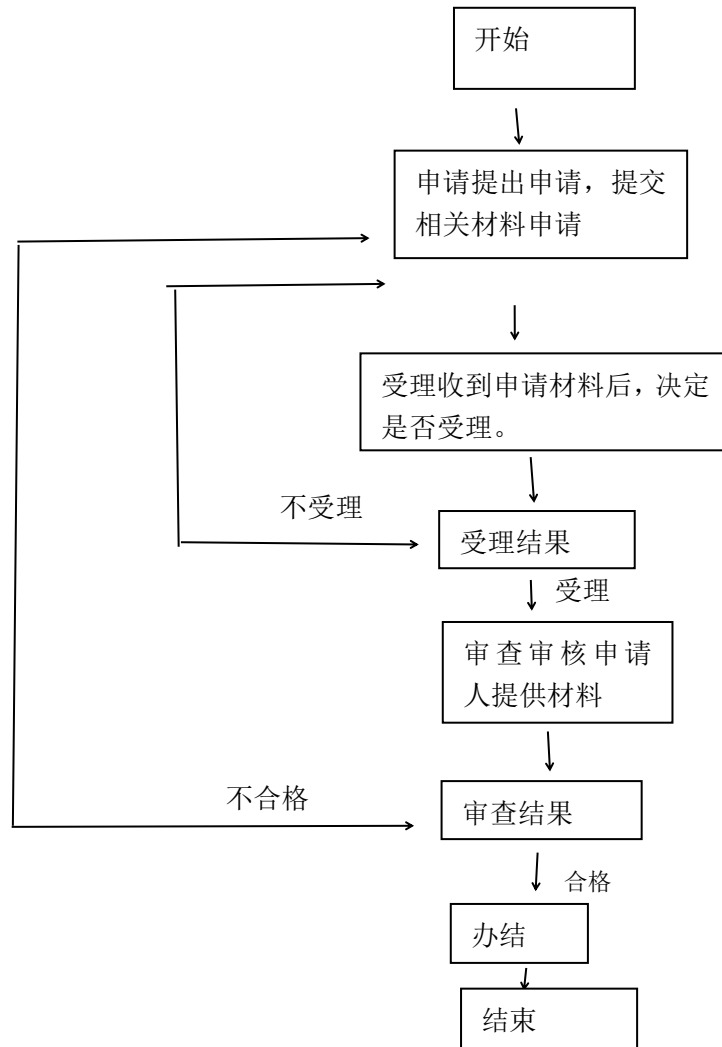 开始
申请提出申请，提交
相关材料申请
受理收到申请材料后，决定
是否受理。
不受理
受理结果
受理
审查审核申请
人提供材料
不合格
审查结果
合格
办结
结束